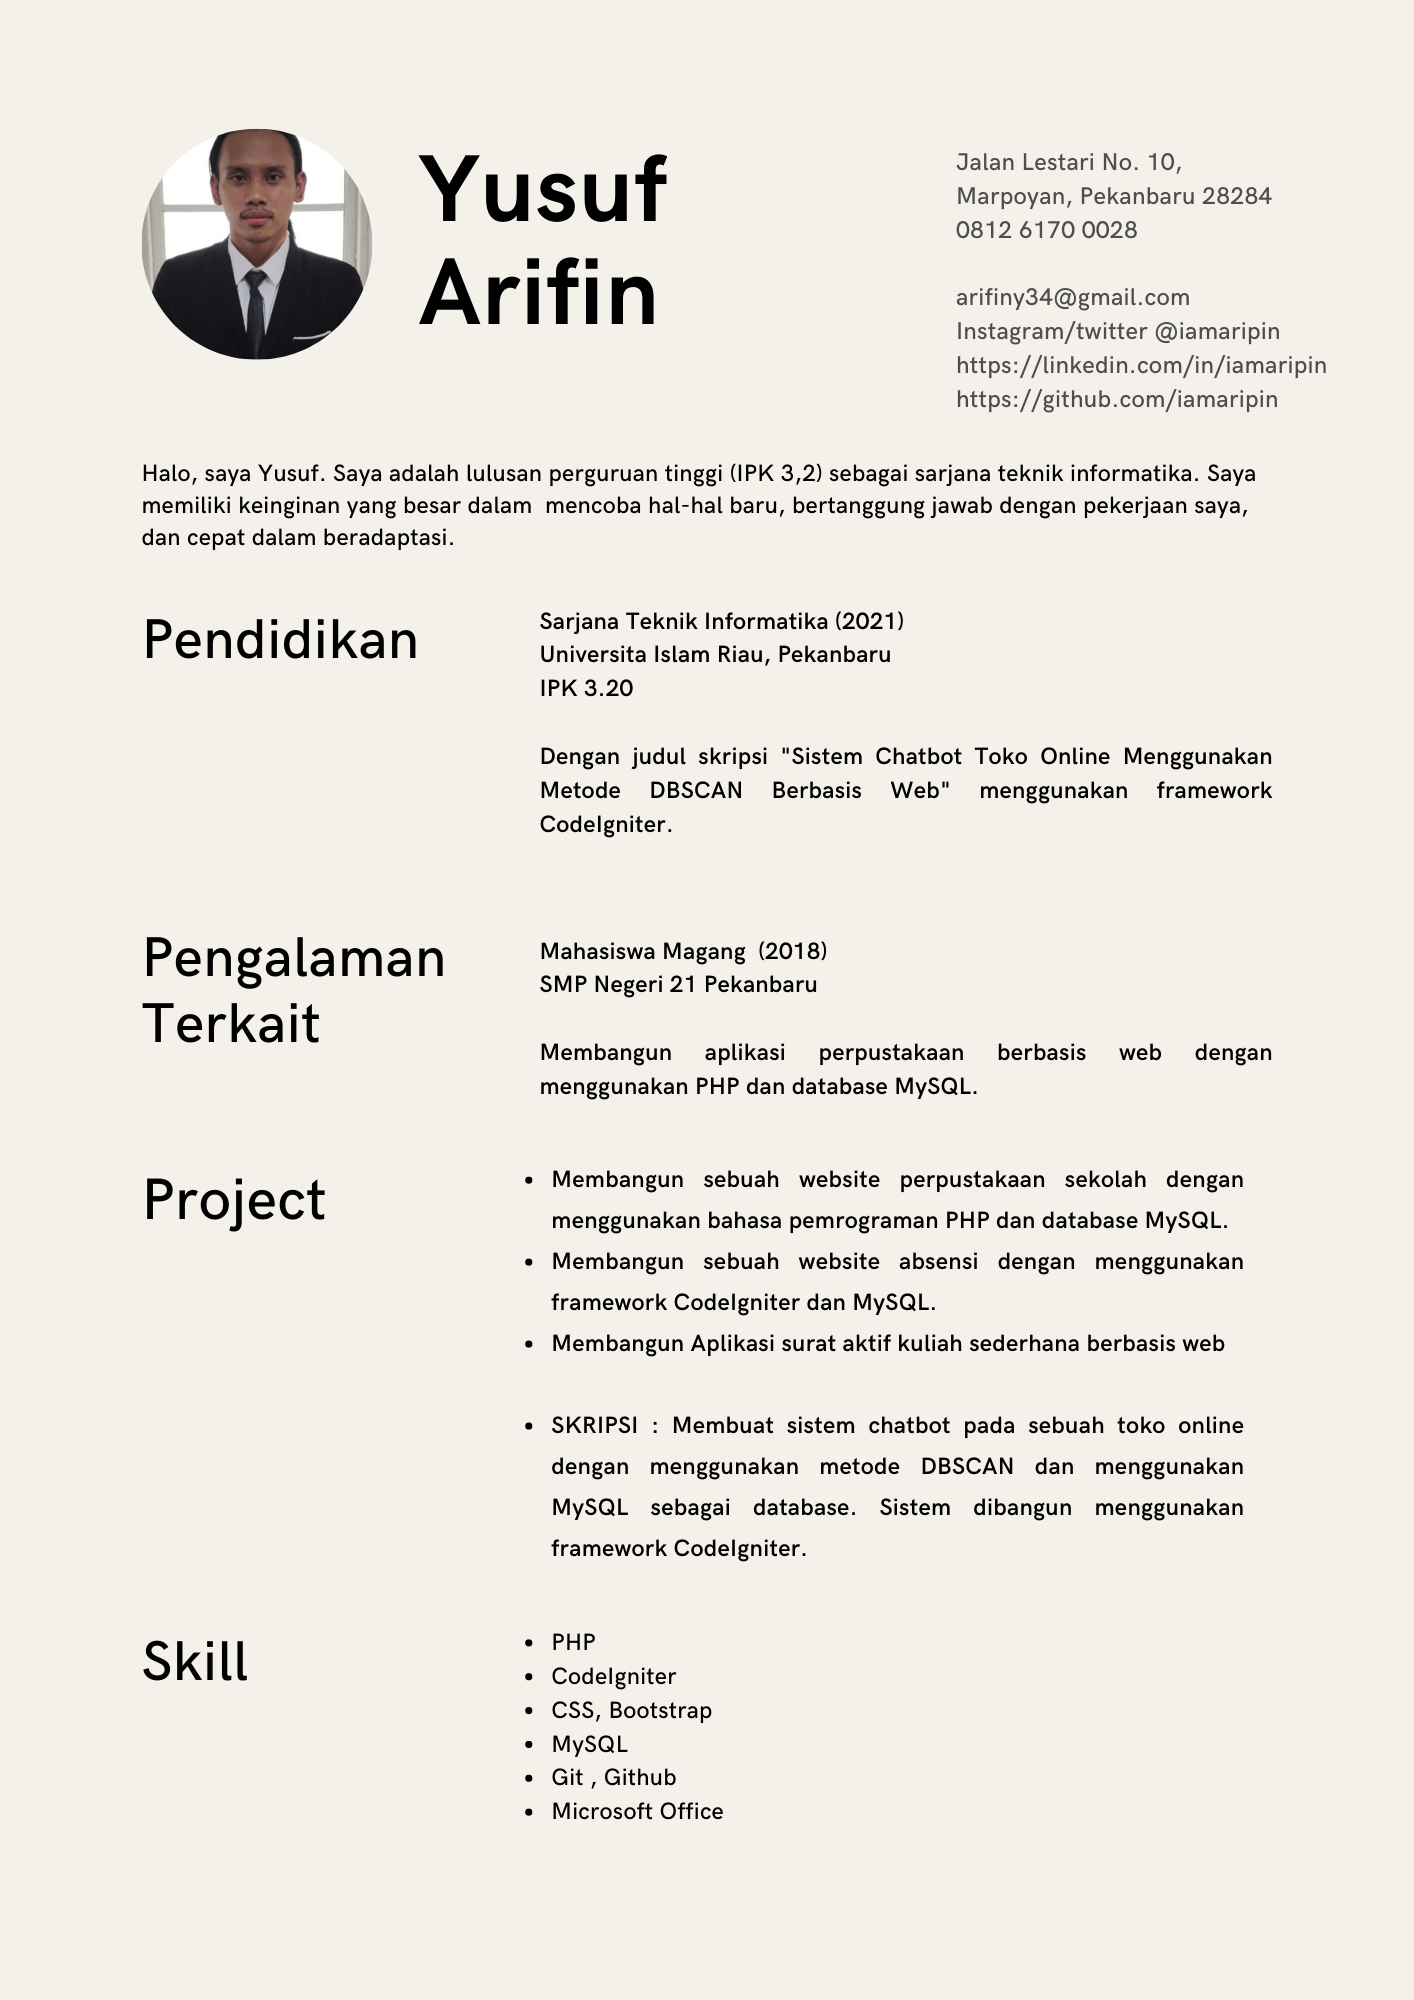 Yusuf
Arifin
Jalan Lestari No. 10,
Marpoyan, Pekanbaru 28284
0812 6170 0028
arifiny34@gmail.com
Instagram/twitter @iamaripin
https://linkedin.com/in/iamaripin
https://github.com/iamaripin
Halo, saya Yusuf. Saya adalah lulusan perguruan tinggi (IPK 3,2) sebagai sarjana teknik informatika. Saya
memiliki keinginan yang besar dalam  mencoba hal-hal baru, bertanggung jawab dengan pekerjaan saya,
dan cepat dalam beradaptasi.
Pendidikan
Sarjana Teknik Informatika (2021)
Universita Islam Riau, Pekanbaru
IPK 3.20
Dengan judul skripsi "Sistem Chatbot Toko Online Menggunakan
Metode DBSCAN Berbasis Web" menggunakan framework
CodeIgniter.
Pengalaman
Terkait
Mahasiswa Magang  (2018)
SMP Negeri 21 Pekanbaru
Membangun aplikasi perpustakaan berbasis web dengan
menggunakan PHP dan database MySQL.
Project
• Membangun sebuah website perpustakaan sekolah dengan
menggunakan bahasa pemrograman PHP dan database MySQL.
• Membangun sebuah website absensi dengan menggunakan
framework CodeIgniter dan MySQL.
• Membangun Aplikasi surat aktif kuliah sederhana berbasis web
• SKRIPSI : Membuat sistem chatbot pada sebuah toko online
dengan menggunakan metode DBSCAN dan menggunakan
MySQL sebagai database. Sistem dibangun menggunakan
framework CodeIgniter.
Skill
• PHP
• CodeIgniter
• CSS, Bootstrap
• MySQL
• Git , Github
• Microsoft Office